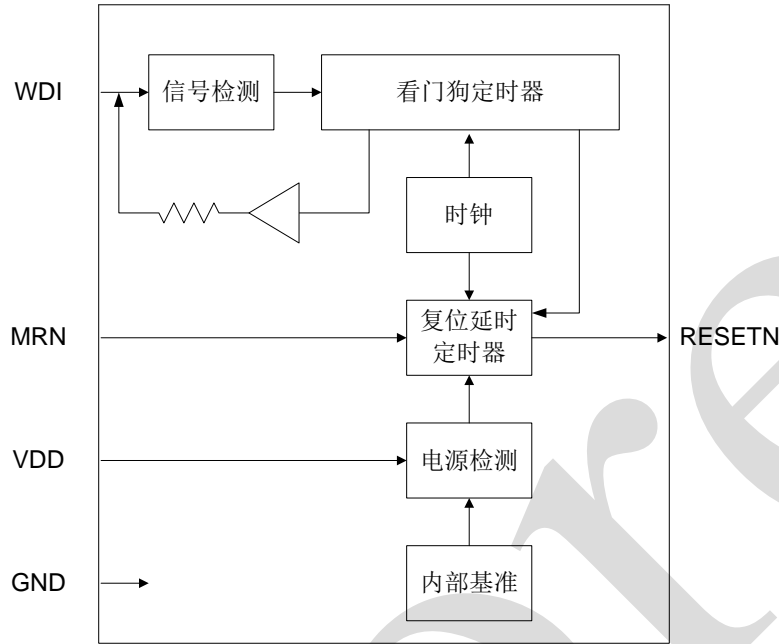 WDI
信号检测
看门狗定时器
时钟
MRN
复位延时
定时器
RESETN
VDD
电源检测
GND
内部基准